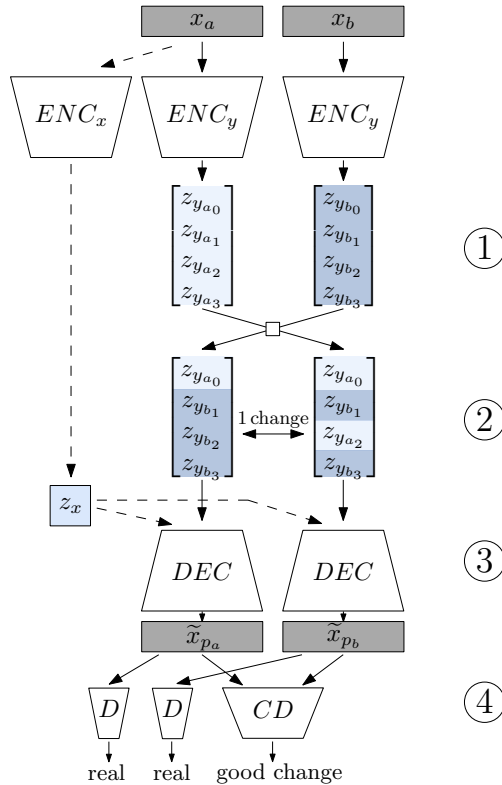 x_a x_b
ENC_x ENC_y ENC_y
z_{y_{a_0}} z_{y_{b_0}}
z_{y_{a_1}} z_{y_{b_1}}
①
z_{y_{a_2}} z_{y_{b_2}}
z_{y_{a_3}} z_{y_{b_3}}
z_{y_{a_0}} z_{y_{a_0}}
z_{y_{b_1}} 1 change z_{y_{b_1}}
②
z_{y_{b_2}} z_{y_{a_2}}
z_{y_{b_3}} z_{y_{b_3}}
z_x
DEC DEC ③
\widetilde{x}_{p_a} \widetilde{x}_{p_b}
D D CD ④
real real good change